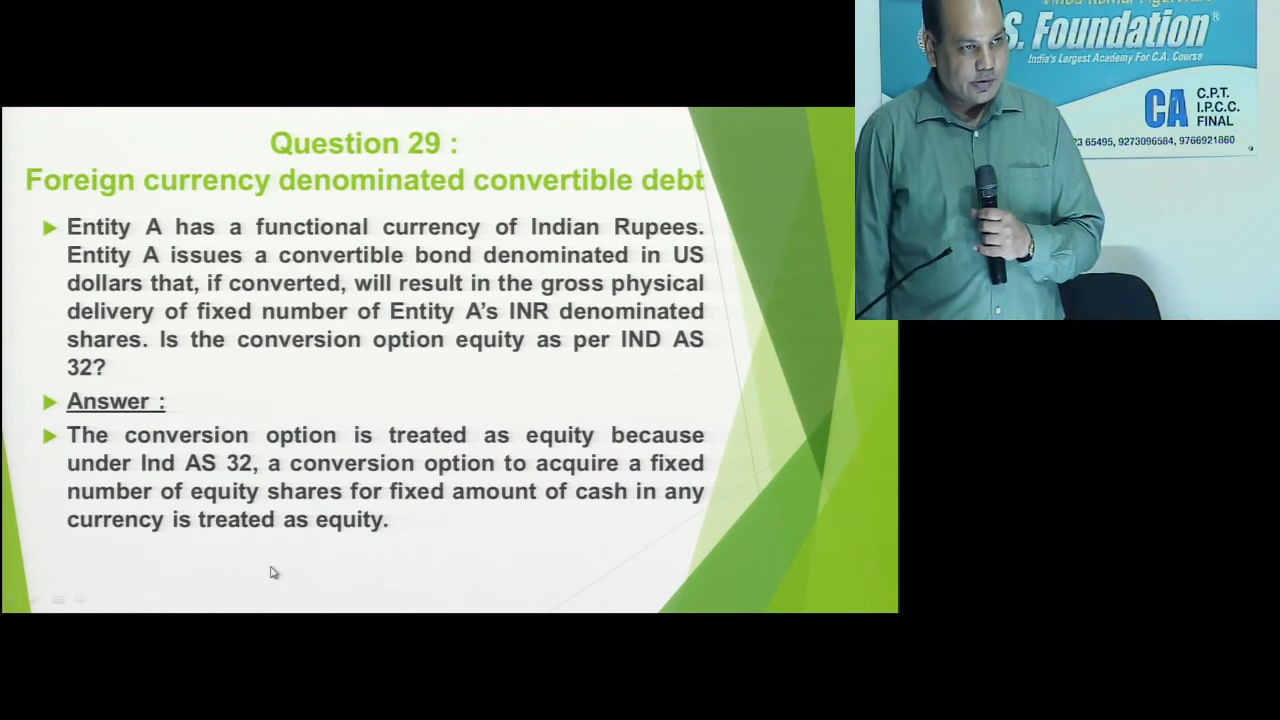 Question 29 :
Foreign currency denominated convertible debt
Entity A has a functional currency of Indian Rupees.
Entity A issues a convertible bond denominated in US
dollars that, if converted, will result in the gross physical
delivery of fixed number of Entity A’s INR denominated
shares. Is the conversion option equity as per IND AS
32?
Answer :
The conversion option is treated as equity because
under Ind AS 32, a conversion option to acquire a fixed
number of equity shares for fixed amount of cash in any
currency is treated as equity.
S. Foundation®
India's Largest Academy For C.A. Course
CA
C.P.T.
I.P.C.C.
FINAL
65495, 9273096584, 9766921860